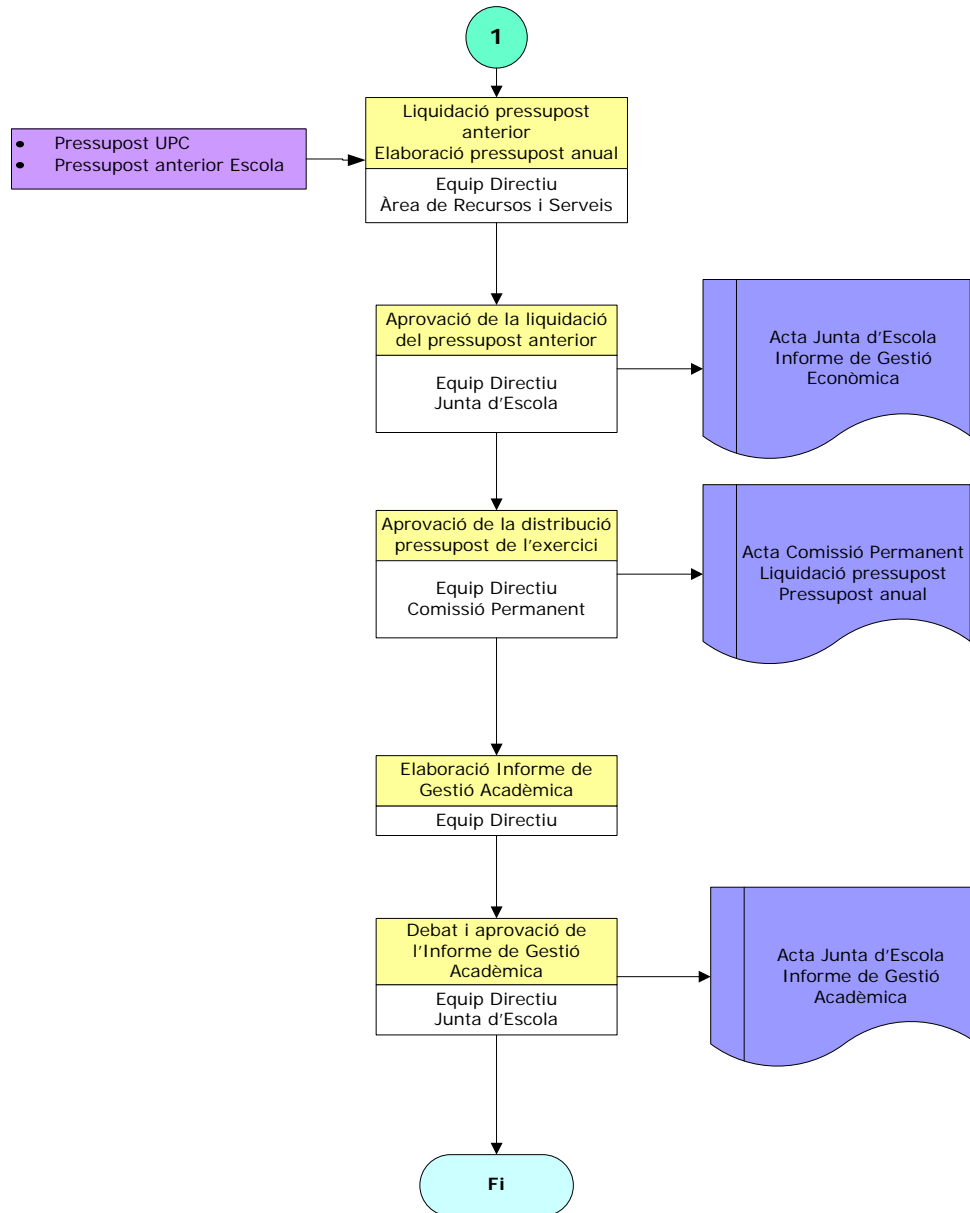 1
Liquidació pressupost
anterior
Elaboració pressupost anual
• Pressupost UPC
• Pressupost anterior Escola
Equip Directiu
Àrea de Recursos i Serveis
Aprovació de la liquidació
del pressupost anterior
Equip Directiu
Junta d'Escola
Acta Junta d'Escola
Informe de Gestió
Econòmica
Aprovació de la distribució
pressupost de l'exercici
Equip Directiu
Comissió Permanent
Acta Comissió Permanent
Liquidació pressupost
Pressupost anual
Elaboració Informe de
Gestió Acadèmica
Equip Directiu
Debat i aprovació de
l'Informe de Gestió
Acadèmica
Equip Directiu
Junta d'Escola
Acta Junta d'Escola
Informe de Gestió
Acadèmica
Fi